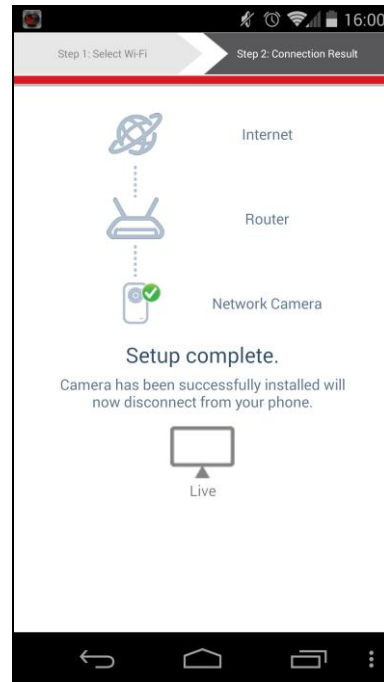 16:00
Step 1: Select Wi-Fi
Step 2: Connection Result
Internet
Router
Network Camera
Setup complete.
Camera has been successfully installed will
now disconnect from your phone.
Live